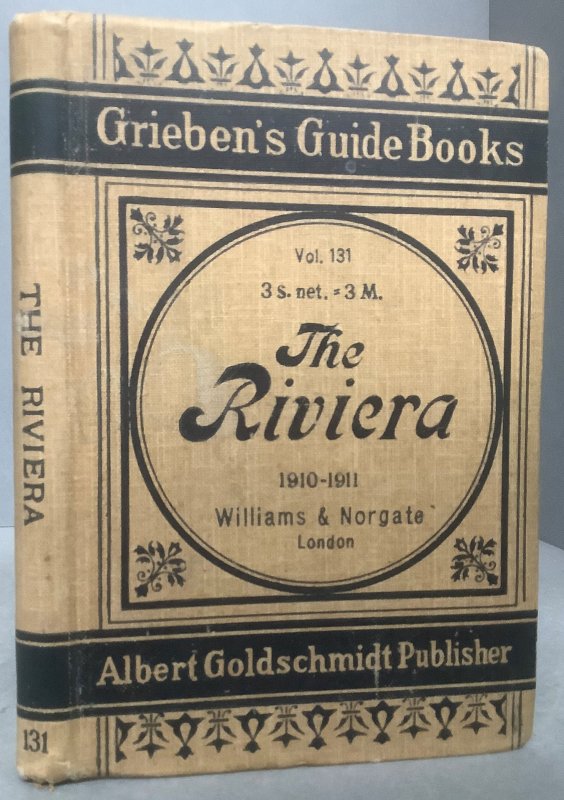 Grieben's Guide Books
Vol. 131
3 s. net. = 3 M.
The
Riviera
1910-1911
Williams & Norgate
London
Albert Goldschmidt Publisher
THE RIVIERA
131